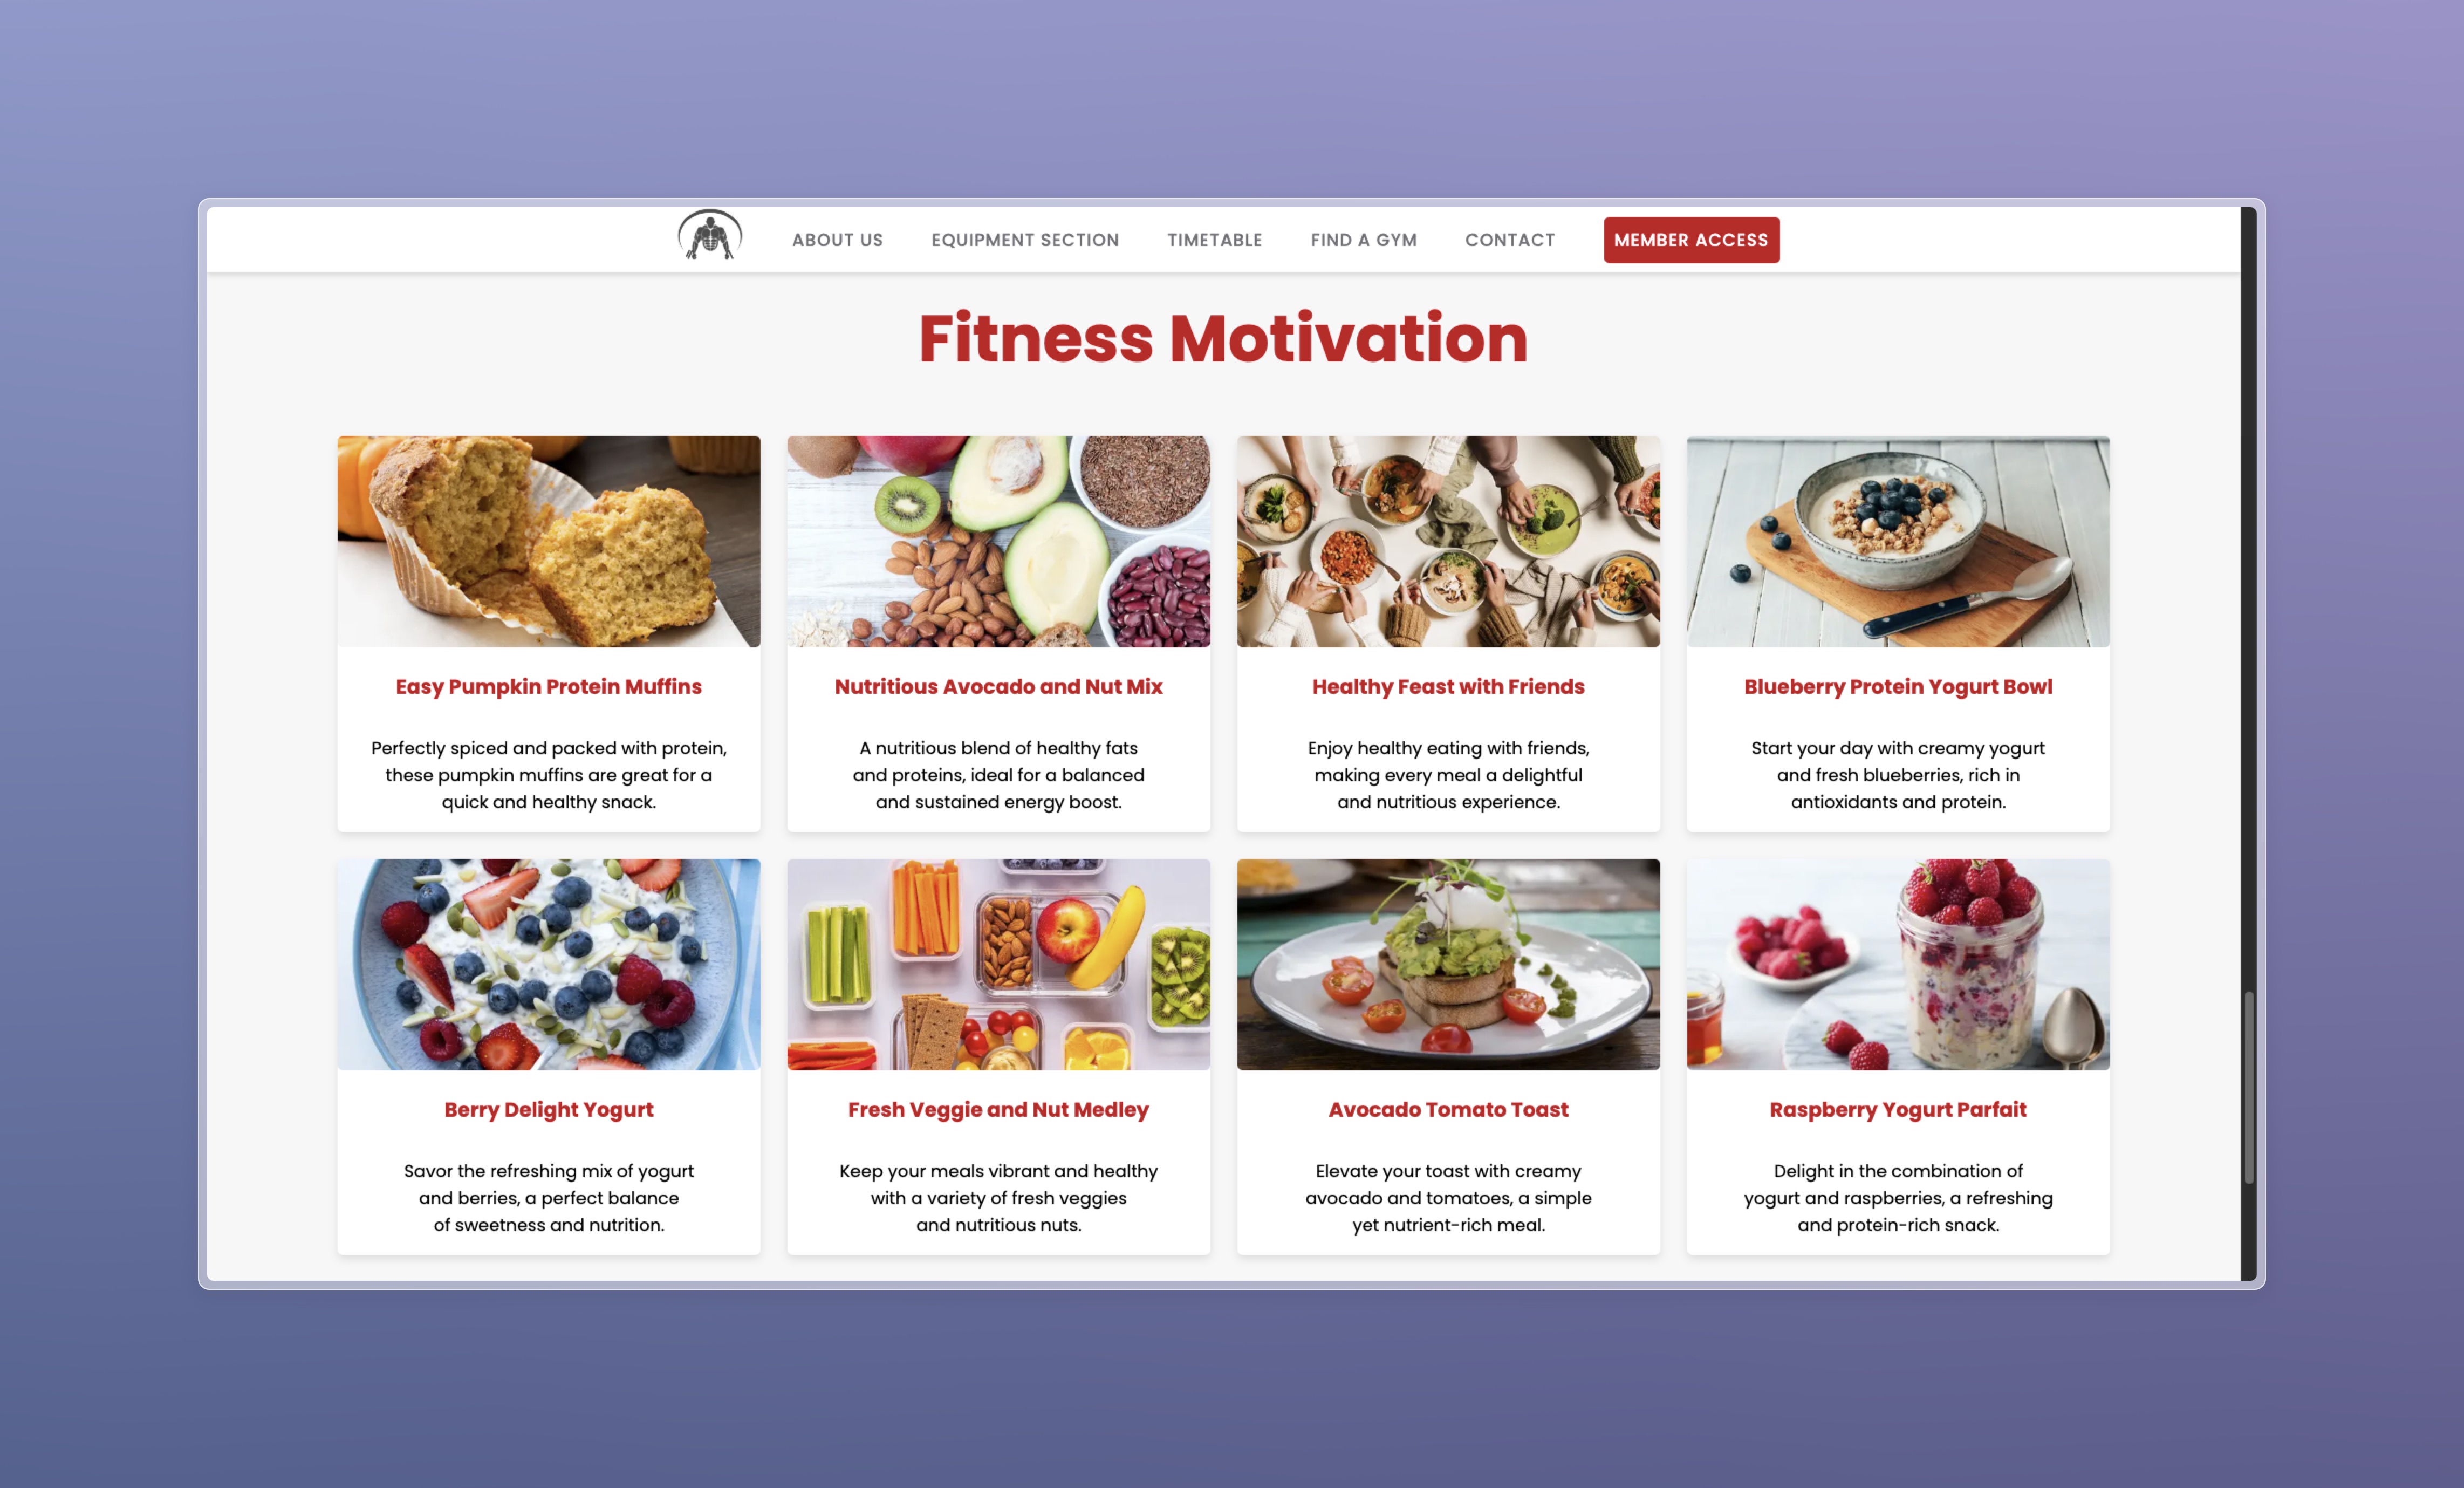 ABOUT US
EQUIPMENT SECTION
TIMETABLE
FIND A GYM
CONTACT
MEMBER ACCESS
Fitness Motivation
Easy Pumpkin Protein Muffins
Perfectly spiced and packed with protein,
these pumpkin muffins are great for a
quick and healthy snack.
Nutritious Avocado and Nut Mix
A nutritious blend of healthy fats
and proteins, ideal for a balanced
and sustained energy boost.
Healthy Feast with Friends
Enjoy healthy eating with friends,
making every meal a delightful
and nutritious experience.
Blueberry Protein Yogurt Bowl
Start your day with creamy yogurt
and fresh blueberries, rich in
antioxidants and protein.
Berry Delight Yogurt
Savor the refreshing mix of yogurt
and berries, a perfect balance
of sweetness and nutrition.
Fresh Veggie and Nut Medley
Keep your meals vibrant and healthy
with a variety of fresh veggies
and nutritious nuts.
Avocado Tomato Toast
Elevate your toast with creamy
avocado and tomatoes, a simple
yet nutrient-rich meal.
Raspberry Yogurt Parfait
Delight in the combination of
yogurt and raspberries, a refreshing
and protein-rich snack.